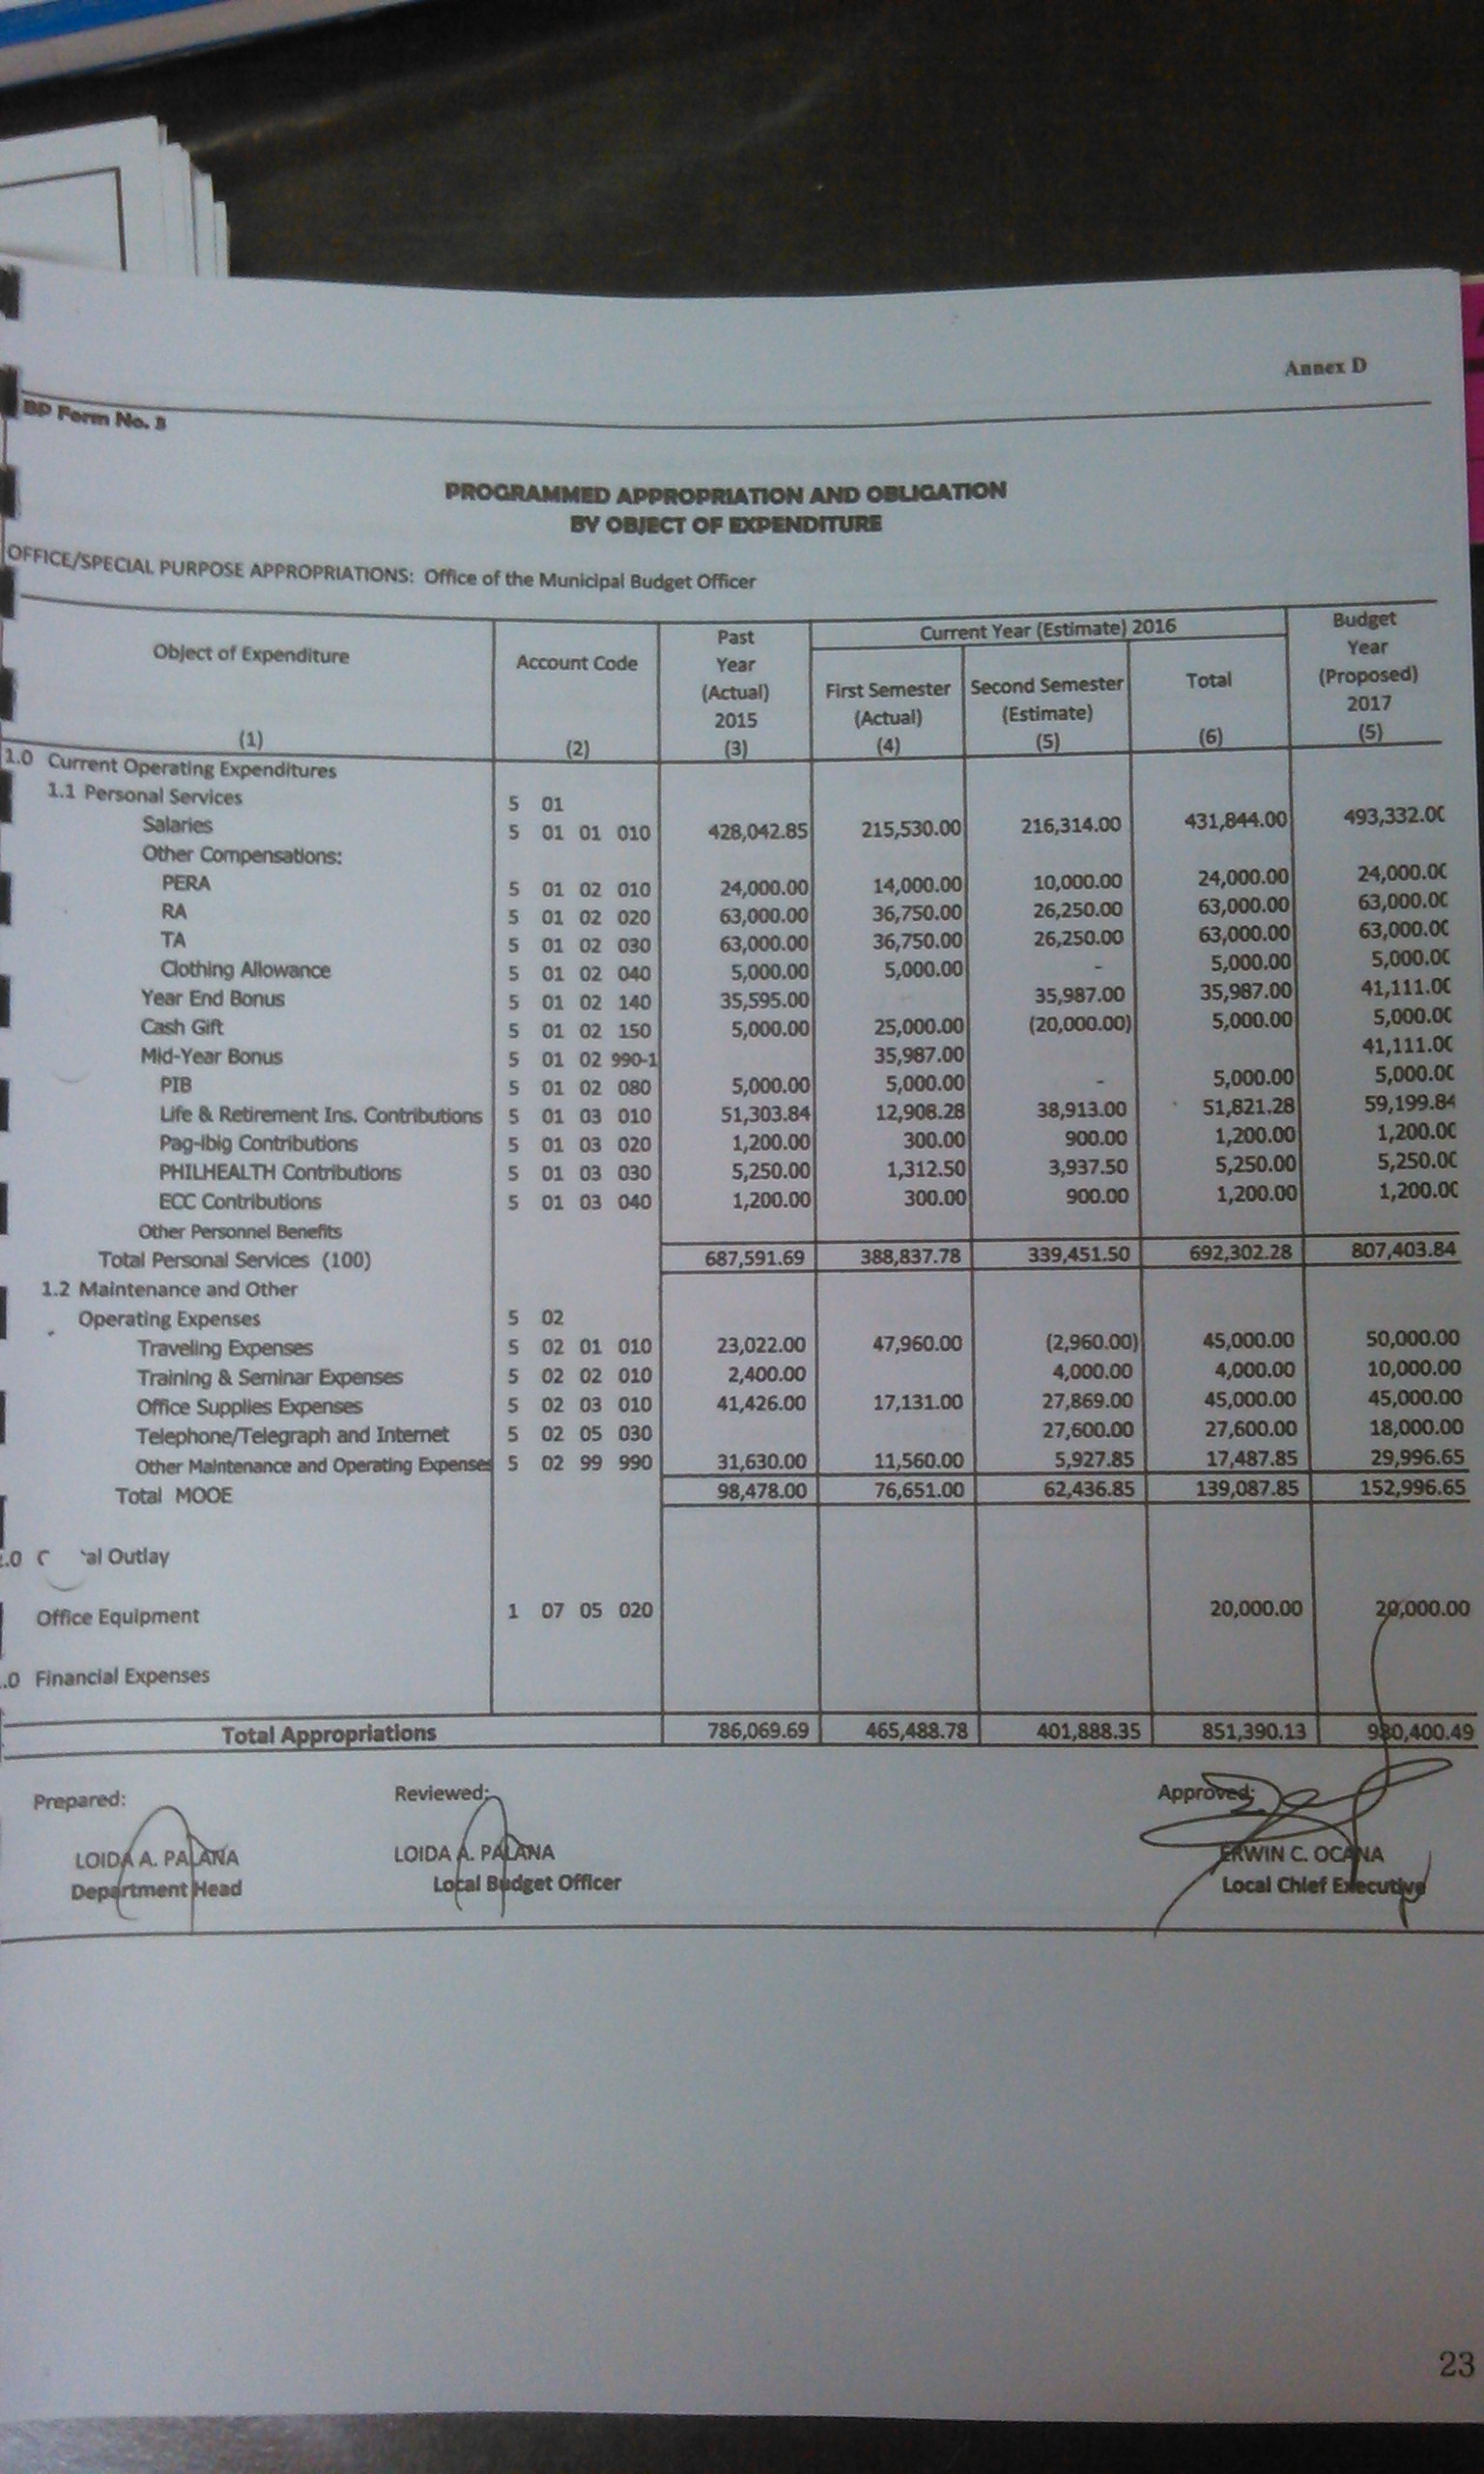 Annex D
BP Form No. 3
PROGRAMMED APPROPRIATION AND OBLIGATION
BY OBJECT OF EXPENDITURE
OFFICE/SPECIAL PURPOSE APPROPRIATIONS: Office of the Municipal Budget Officer
Object of Expenditure Account Code Past Year (Actual) 2015 Current Year (Estimate) 2016 Budget Year (Proposed) 2017
First Semester (Actual) Second Semester (Estimate) Total
(1) (2) (3) (4) (5) (6) (5)
1.0 Current Operating Expenditures
1.1 Personal Services 5 01
Salaries 5 01 01 010 428,042.85 215,530.00 216,314.00 431,844.00 493,332.00
Other Compensations:
PERA 5 01 02 010 24,000.00 14,000.00 10,000.00 24,000.00 24,000.00
RA 5 01 02 020 63,000.00 36,750.00 26,250.00 63,000.00 63,000.00
TA 5 01 02 030 63,000.00 36,750.00 26,250.00 63,000.00 63,000.00
Clothing Allowance 5 01 02 040 5,000.00 5,000.00 - 5,000.00 5,000.00
Year End Bonus 5 01 02 140 35,595.00 35,987.00 35,987.00 41,111.00
Cash Gift 5 01 02 150 5,000.00 25,000.00 (20,000.00) 5,000.00 5,000.00
Mid-Year Bonus 5 01 02 990-1 35,987.00 41,111.00
PIB 5 01 02 080 5,000.00 5,000.00 - 5,000.00 5,000.00
Life & Retirement Ins. Contributions 5 01 03 010 51,303.84 12,908.28 38,913.00 51,821.28 59,199.84
Pag-ibig Contributions 5 01 03 020 1,200.00 300.00 900.00 1,200.00 1,200.00
PHILHEALTH Contributions 5 01 03 030 5,250.00 1,312.50 3,937.50 5,250.00 5,250.00
ECC Contributions 5 01 03 040 1,200.00 300.00 900.00 1,200.00 1,200.00
Other Personnel Benefits
Total Personal Services (100) 687,591.69 388,837.78 339,451.50 692,302.28 807,403.84
1.2 Maintenance and Other
Operating Expenses 5 02
Traveling Expenses 5 02 01 010 23,022.00 47,960.00 (2,960.00) 45,000.00 50,000.00
Training & Seminar Expenses 5 02 02 010 2,400.00 4,000.00 4,000.00 10,000.00
Office Supplies Expenses 5 02 03 010 41,426.00 17,131.00 27,869.00 45,000.00 45,000.00
Telephone/Telegraph and Internet 5 02 05 030 27,600.00 27,600.00 18,000.00
Other Maintenance and Operating Expenses 5 02 99 990 31,630.00 11,560.00 5,927.85 17,487.85 29,996.65
Total MOOE 98,478.00 76,651.00 62,436.85 139,087.85 152,996.65
.0 C al Outlay
Office Equipment 1 07 05 020 20,000.00 20,000.00
.0 Financial Expenses
Total Appropriations 786,069.69 465,488.78 401,888.35 851,390.13 980,400.49
Prepared: Reviewed: Approved:
LOIDA A. PALANA LOIDA A. PALANA ERWIN C. OCANA
Department Head Local Budget Officer Local Chief Executive
23